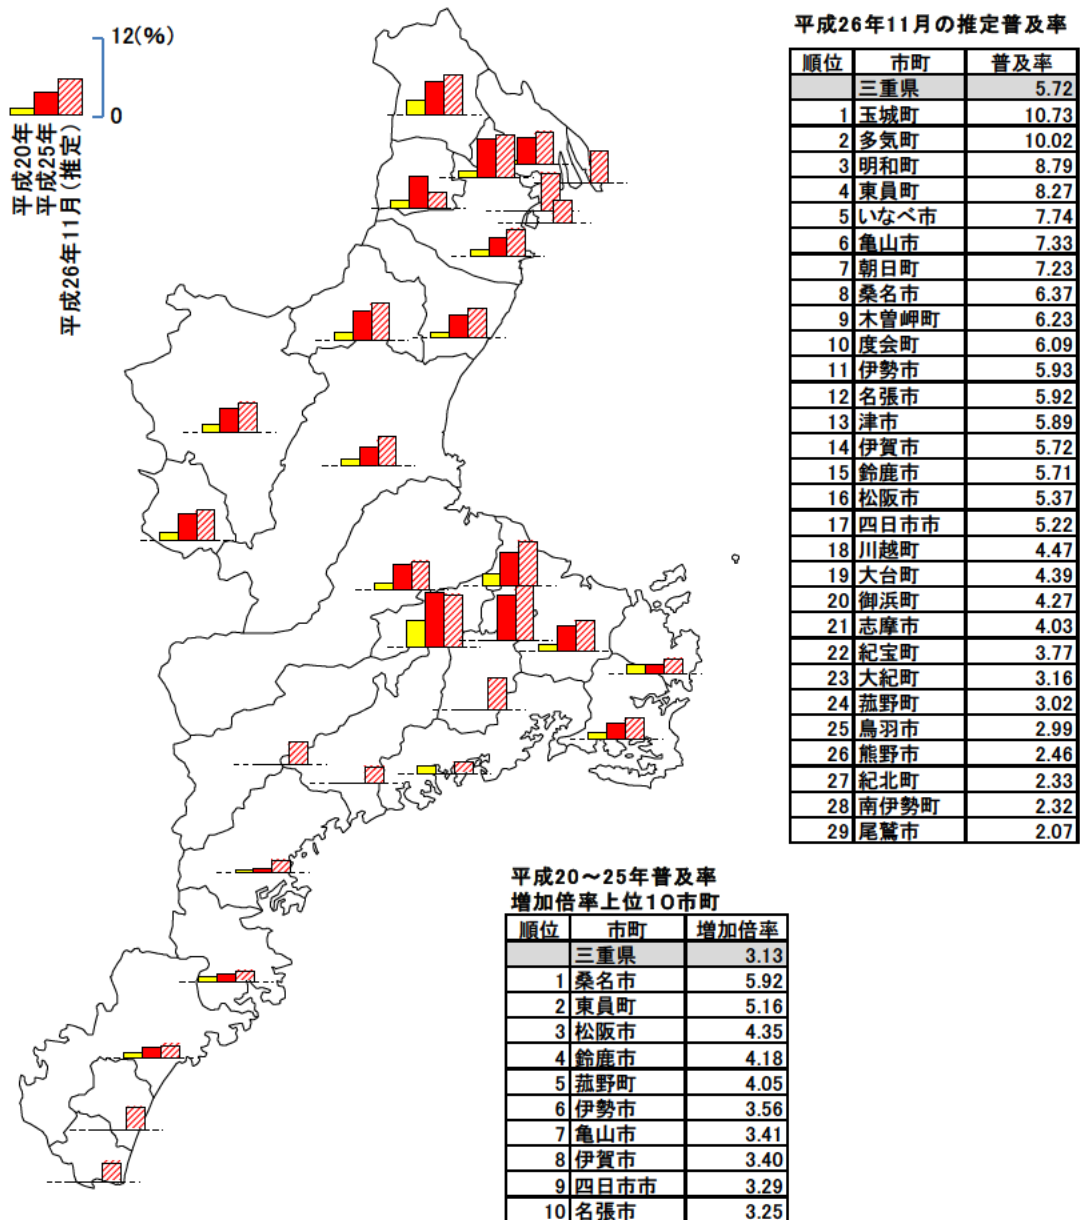 12(%)
0
平成20年
平成25年
平成26年11月(推定)
平成26年11月の推定普及率
順位 市町 普及率
三重県 5.72
1 玉城町 10.73
2 多気町 10.02
3 明和町 8.79
4 東員町 8.27
5 いなべ市 7.74
6 亀山市 7.33
7 朝日町 7.23
8 桑名市 6.37
9 木曽岬町 6.23
10 度会町 6.09
11 伊勢市 5.93
12 名張市 5.92
13 津市 5.89
14 伊賀市 5.72
15 鈴鹿市 5.71
16 松阪市 5.37
17 四日市市 5.22
18 川越町 4.47
19 大台町 4.39
20 御浜町 4.27
21 志摩市 4.03
22 紀宝町 3.77
23 大紀町 3.16
24 菰野町 3.02
25 鳥羽市 2.99
26 熊野市 2.46
27 紀北町 2.33
28 南伊勢町 2.32
29 尾鷲市 2.07
平成20～25年普及率
増加倍率上位10市町
順位 市町 増加倍率
三重県 3.13
1 桑名市 5.92
2 東員町 5.16
3 松阪市 4.35
4 鈴鹿市 4.18
5 菰野町 4.05
6 伊勢市 3.56
7 亀山市 3.41
8 伊賀市 3.40
9 四日市市 3.29
10 名張市 3.25